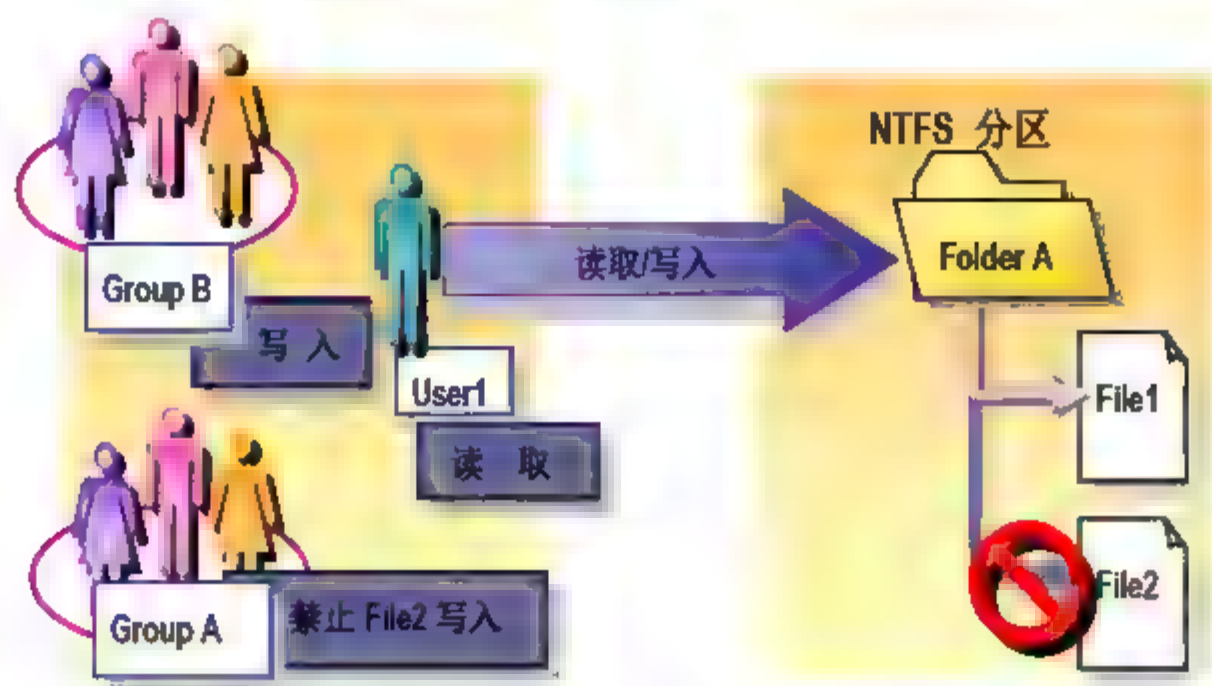 NTFS 分区
Group B
写 入
User1
读 取
读取/写入
Folder A
File1
Group A
禁止 File2 写入
File2